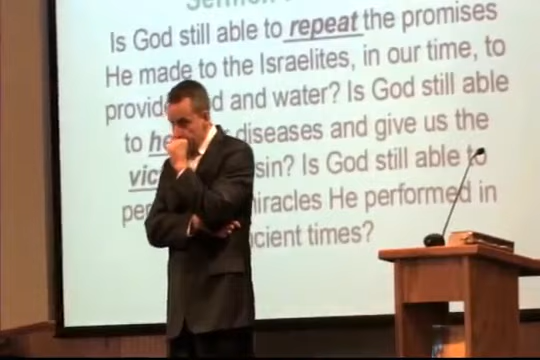 Is God still able to repeat the promises
He made to the Israelites, in our time, to
and water? Is God still able
to diseases and give us the
sin? Is God still able to
miracles He performed in
times?